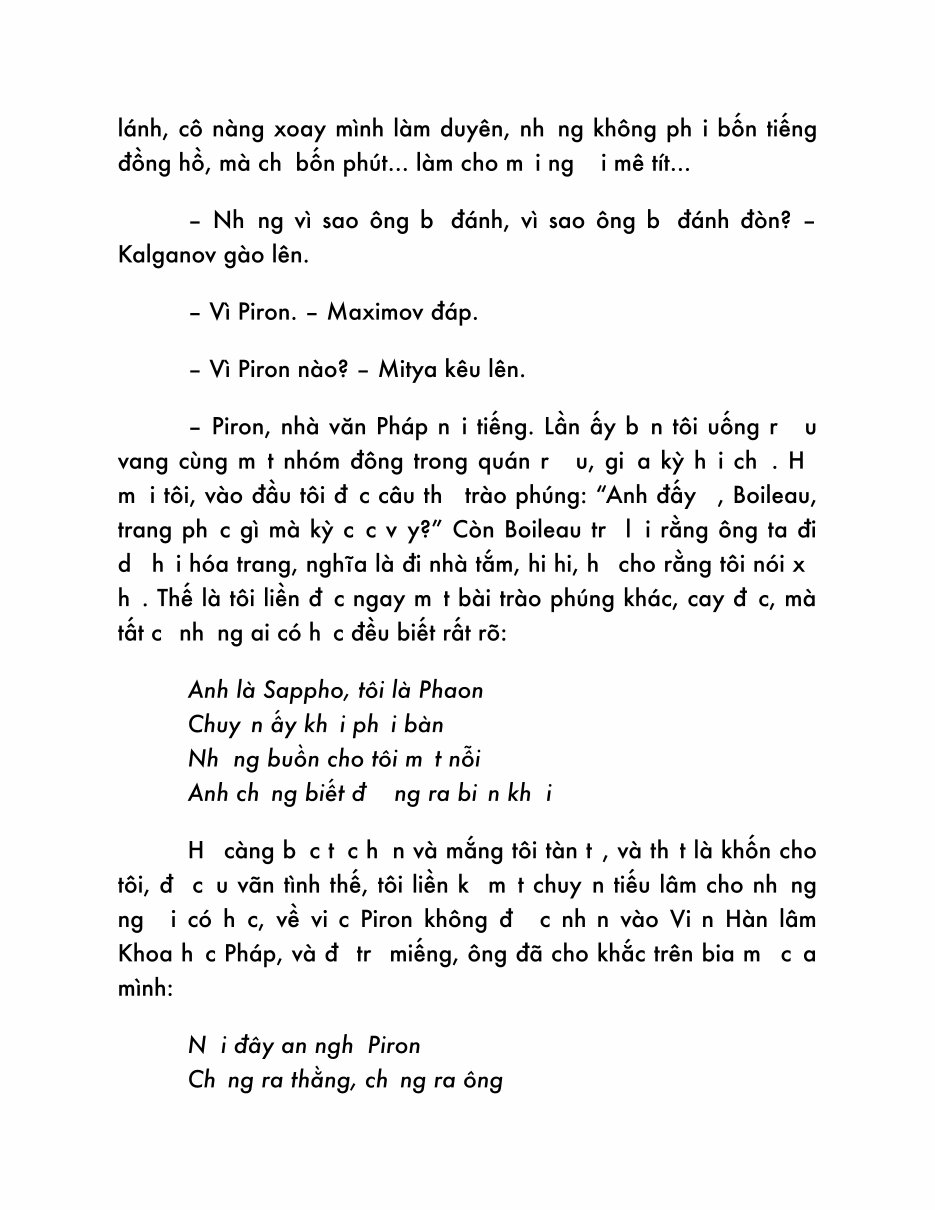 lánh, cô nàng xoay mình làm duyên, nh ng không ph i bốn tiếng
đồng hồ, mà ch bốn phút... làm cho m i ng i mê tít...
– Nh ng vì sao ông b đánh, vì sao ông b đánh đòn? –
Kalganov gào lên.
– Vì Piron. – Maximov đáp.
– Vì Piron nào? – Mitya kêu lên.
– Piron, nhà văn Pháp n i tiếng. Lần ấy b n tôi uống r u
vang cùng m t nhóm đông trong quán r u, gi a kỳ h i ch . H
m i tôi, vào đầu tôi đ c câu th trào phúng: “Anh đấy , Boileau,
trang ph c gì mà kỳ c c v y?” Còn Boileau tr l i rằng ông ta đi
d h i hóa trang, nghĩa là đi nhà tắm, hi hi, h cho rằng tôi nói x
h . Thế là tôi liền đ c ngay m t bài trào phúng khác, cay đ c, mà
tất c nh ng ai có h c đều biết rất rõ:
Anh là Sappho, tôi là Phaon
Chuy n ấy kh i ph i bàn
Nh ng buồn cho tôi m t nỗi
Anh ch ng biết đ ng ra bi n kh i
H càng b c t c h n và mắng tôi tàn t , và th t là khốn cho
tôi, đ c u vãn tình thế, tôi liền k m t chuy n tiếu lâm cho nh ng
ng i có h c, về vi c Piron không đ c nh n vào Vi n Hàn lâm
Khoa h c Pháp, và đ tr miếng, ông đã cho khắc trên bia m c a
mình:
N i đây an ngh Piron
Ch ng ra thằng, ch ng ra ông